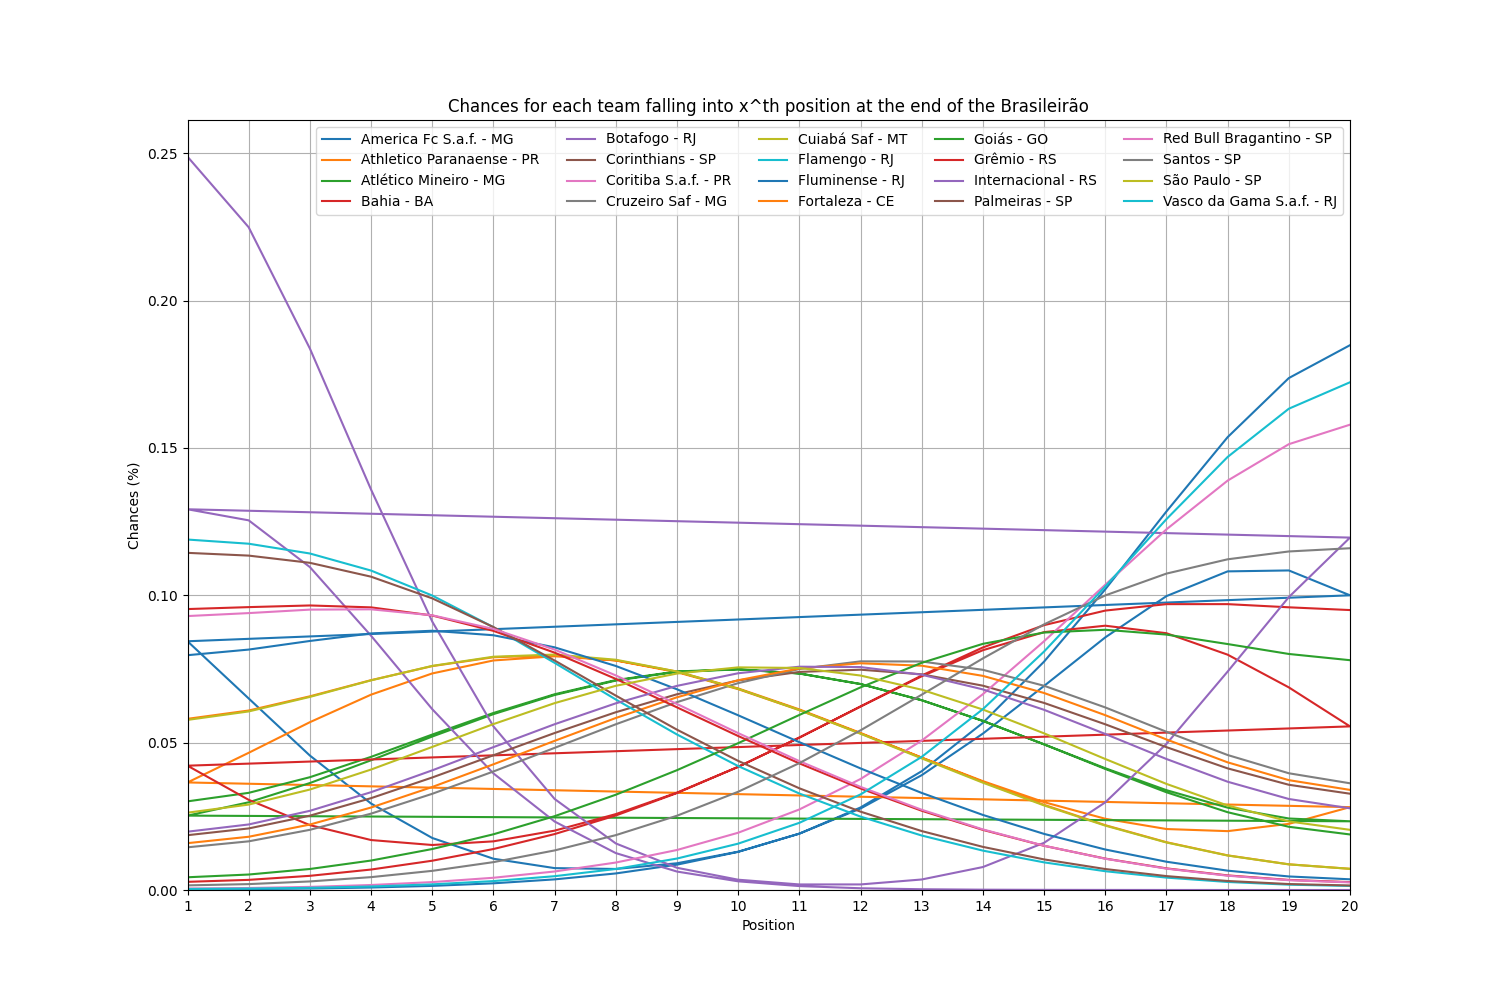 Chances for each team falling into x^th position at the end of the Brasileirão
America Fc S.a.f. - MG
Athletico Paranaense - PR
Atlético Mineiro - MG
Bahia - BA
Botafogo - RJ
Corinthians - SP
Coritiba S.a.f. - PR
Cruzeiro Saf - MG
Cuiabá Saf - MT
Flamengo - RJ
Fluminense - RJ
Fortaleza - CE
Goiás - GO
Grêmio - RS
Internacional - RS
Palmeiras - SP
Red Bull Bragantino - SP
Santos - SP
São Paulo - SP
Vasco da Gama S.a.f. - RJ
Chances (%)
0.25
0.20
0.15
0.10
0.05
0.00
1 2 3 4 5 6 7 8 9 10 11 12 13 14 15 16 17 18 19 20
Position